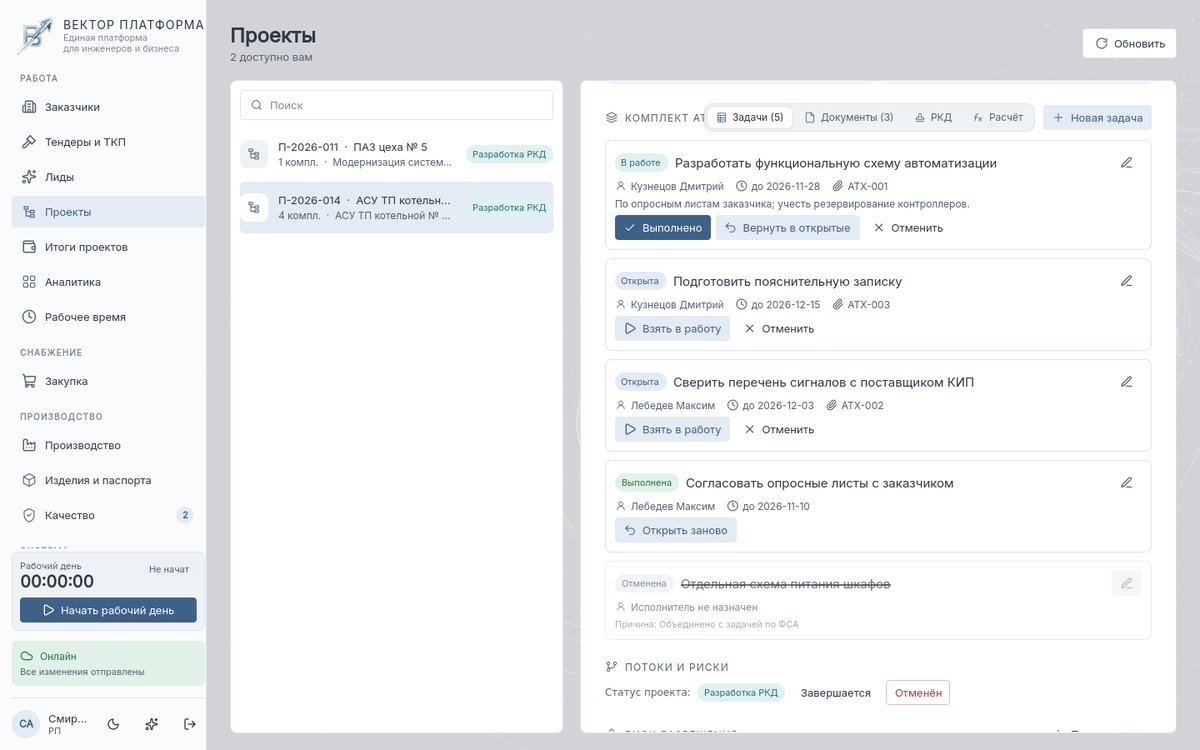 ВЕКТОР ПЛАТФОРМА
Единая платформа
для инженеров и бизнеса
РАБОТА
Заказчики
Тендеры и ТКП
Лиды
Проекты
Итоги проектов
Аналитика
Рабочее время
СНАБЖЕНИЕ
Закупка
ПРОИЗВОДСТВО
Производство
Изделия и паспорта
Качество 2
Рабочий день
Не начат
00:00:00
Начать рабочий день
Онлайн
Все изменения отправлены
СА
Смир...
РП
Проекты
2 доступно вам
Обновить
Поиск
П-2026-011 · ПАЗ цеха № 5
1 компл. · Модернизация систем...
Разработка РКД
П-2026-014 · АСУ ТП котельн...
4 компл. · АСУ ТП котельной № ...
Разработка РКД
КОМПЛЕКТ АТ
Задачи (5)
Документы (3)
РКД
fx Расчёт
Новая задача
В работе Разработать функциональную схему автоматизации
Кузнецов Дмитрий до 2026-11-28 АТХ-001
По опросным листам заказчика; учесть резервирование контроллеров.
Выполнено Вернуть в открытые Отменить
Открыта Подготовить пояснительную записку
Кузнецов Дмитрий до 2026-12-15 АТХ-003
Взять в работу Отменить
Открыта Сверить перечень сигналов с поставщиком КИП
Лебедев Максим до 2026-12-03 АТХ-002
Взять в работу Отменить
Выполнена Согласовать опросные листы с заказчиком
Лебедев Максим до 2026-11-10
Открыть заново
Отменена Отдельная схема питания шкафов
Исполнитель не назначен
Причина: Объединено с задачей по ФСА
ПОТОКИ И РИСКИ
Статус проекта: Разработка РКД Завершается Отменён